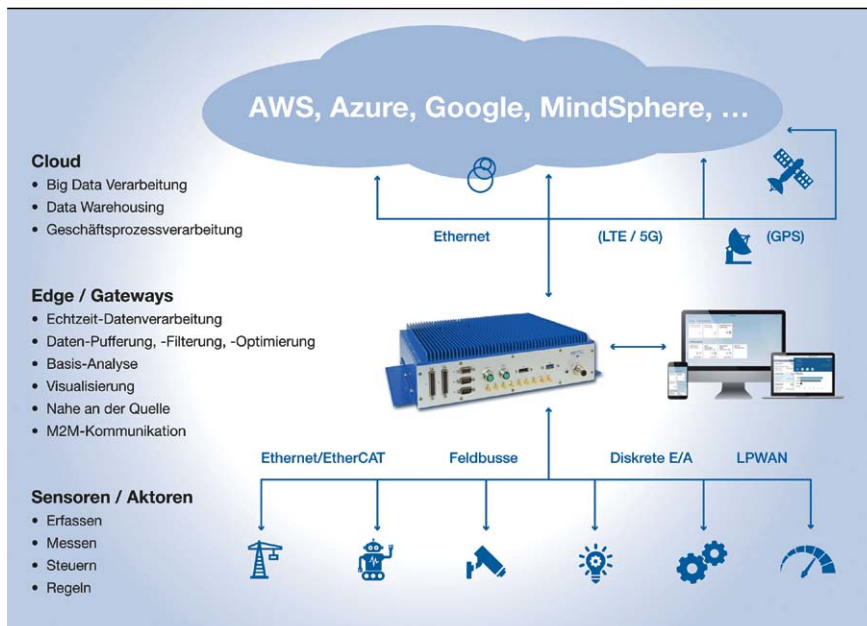 AWS, Azure, Google, MindSphere, ...
Cloud
• Big Data Verarbeitung
• Data Warehousing
• Geschäftsprozessverarbeitung
Ethernet
(LTE / 5G)
(GPS)
Edge / Gateways
• Echtzeit-Datenverarbeitung
• Daten-Pufferung, -Filterung, -Optimierung
• Basis-Analyse
• Visualisierung
• Nahe an der Quelle
• M2M-Kommunikation
Ethernet/EtherCAT
Feldbusse
Diskrete E/A
LPWAN
Sensoren / Aktoren
• Erfassen
• Messen
• Steuern
• Regeln